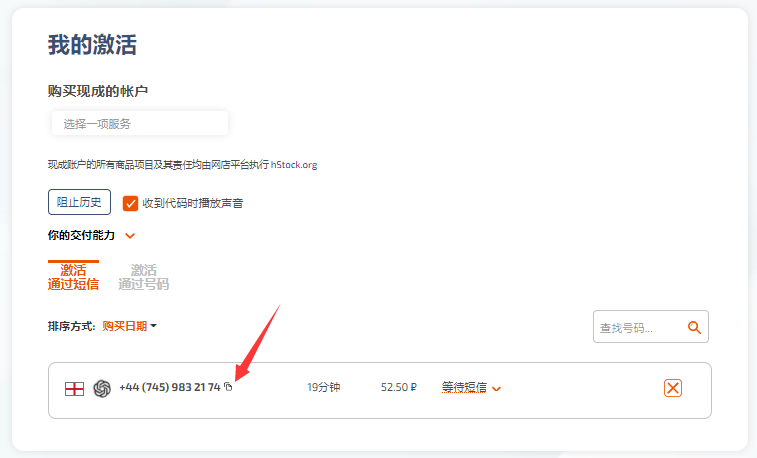 我的激活
购买现成的帐户
选择一项服务
现成账户的所有商品项目及其责任均由网店平台执行 hStock.org
阻止历史
收到代码时播放声音
你的交付能力
激活
通过短信
激活
通过号码
排序方式: 购买日期
查找号码...
+44 (745) 983 21 74 19分钟 52.50 ₽ 等待短信